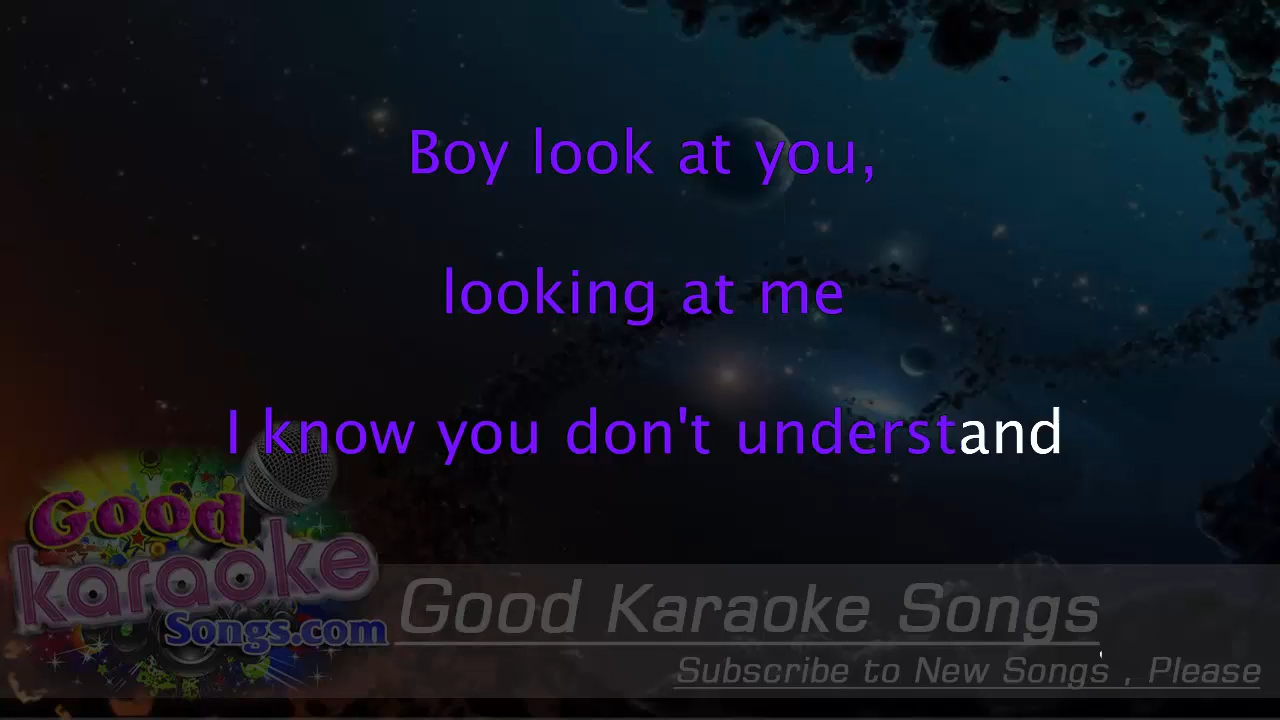 Boy look at you,
looking at me
I know you don't understand
Good
karaoke
Songs.com
Good Karaoke Songs
Subscribe to New Songs , Please